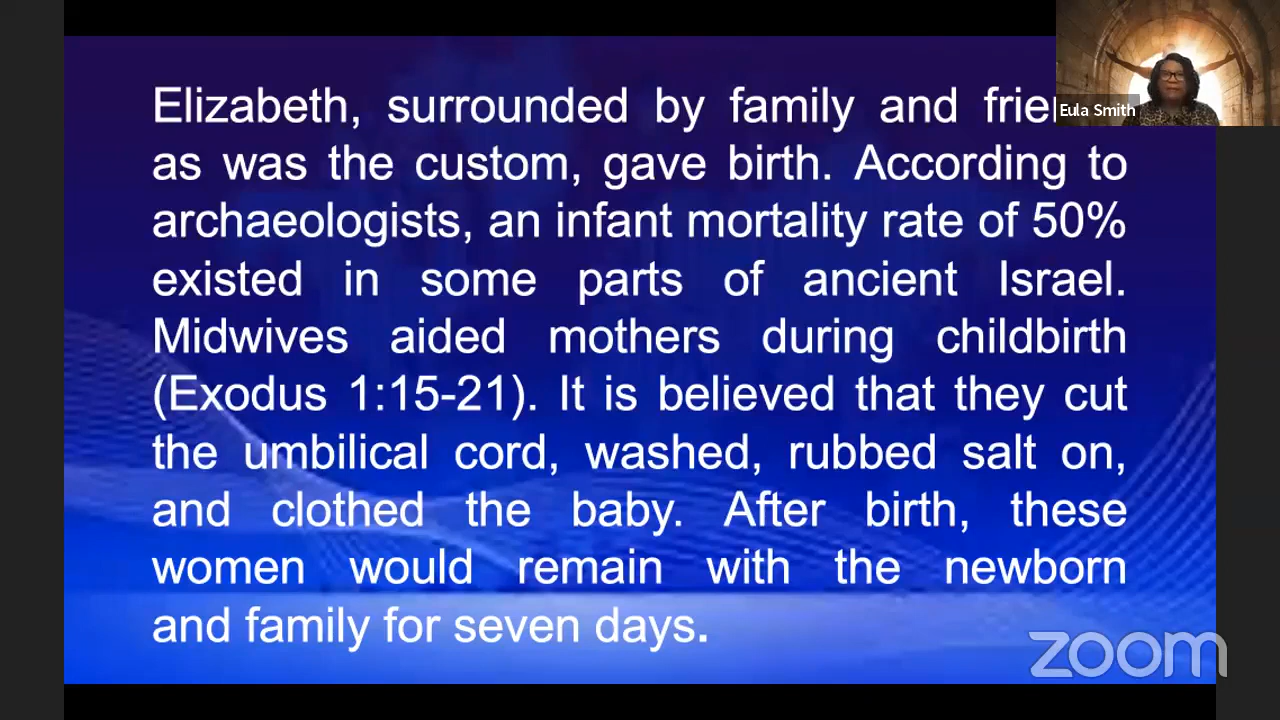 Elizabeth, surrounded by family and
as was the custom, gave birth. According to
archaeologists, an infant mortality rate of 50%
existed in some parts of ancient Israel.
Midwives aided mothers during childbirth
(Exodus 1:15-21). It is believed that they cut
the umbilical cord, washed, rubbed salt on,
and clothed the baby. After birth, these
women would remain with the newborn
and family for seven days.
Eula Smith
zoom